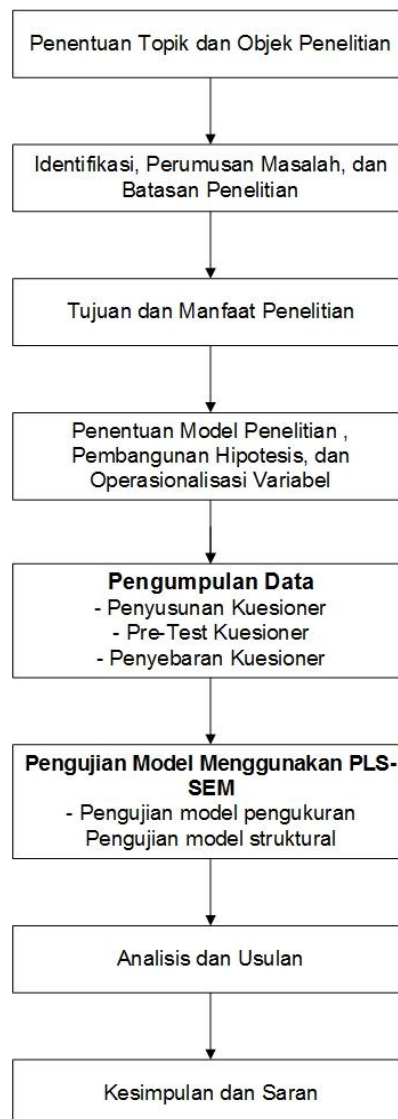 Penentuan Topik dan Objek Penelitian
Identifikasi, Perumusan Masalah, dan
Batasan Penelitian
Tujuan dan Manfaat Penelitian
Penentuan Model Penelitian ,
Pembangunan Hipotesis, dan
Operasionalisasi Variabel
Pengumpulan Data
- Penyusunan Kuesioner
- Pre-Test Kuesioner
- Penyebaran Kuesioner
Pengujian Model Menggunakan PLS-
SEM
- Pengujian model pengukuran
Pengujian model struktural
Analisis dan Usulan
Kesimpulan dan Saran